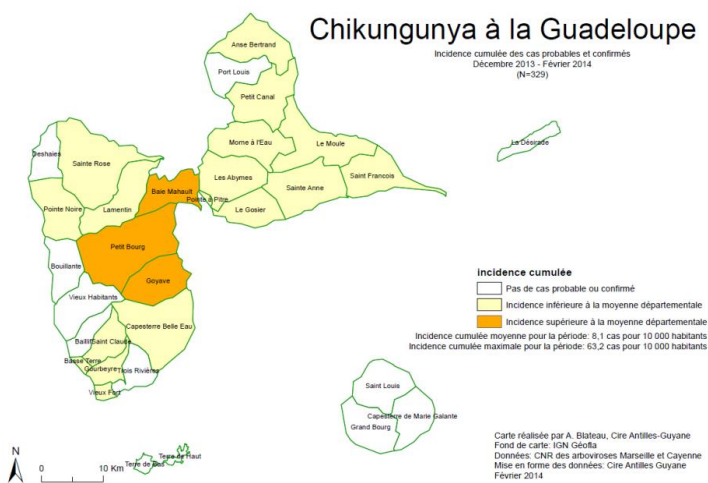 Chikungunya à la Guadeloupe
Incidence cumulée des cas probables et confirmés
Décembre 2013 - Février 2014
(N=329)
Anse Bertrand
Port Louis
Petit Canal
Morne à l'Eau
Le Moule
La Désirade
Deshaies
Sainte Rose
Les Abymes
Saint François
Baie Mahault
Sainte Anne
Pointe à Pitre
Pointe Noire
Lamentin
Le Gosier
Petit Bourg
Bouillante
Goyave
Vieux Habitants
Capesterre Belle Eau
Baillif
Saint Claude
Basse Terre
Gourbeyre
Trois Rivières
Vieux Fort
Terre de Haut
Terre de Bas
Saint Louis
Capesterre de Marie Galante
Grand Bourg
incidence cumulée
Pas de cas probable ou confirmé
Incidence inférieure à la moyenne départementale
Incidence supérieure à la moyenne départementale
Incidence cumulée moyenne pour la période: 8,1 cas pour 10 000 habitants
Incidence cumulée maximale pour la période: 63,2 cas pour 10 000 habitants
Carte réalisée par A. Blateau, Cire Antilles-Guyane
Fond de carte: IGN Géofla
Données: CNR des arboviroses Marseille et Cayenne
Mise en forme des données: Cire Antilles Guyane
Février 2014
N
0 10 Km